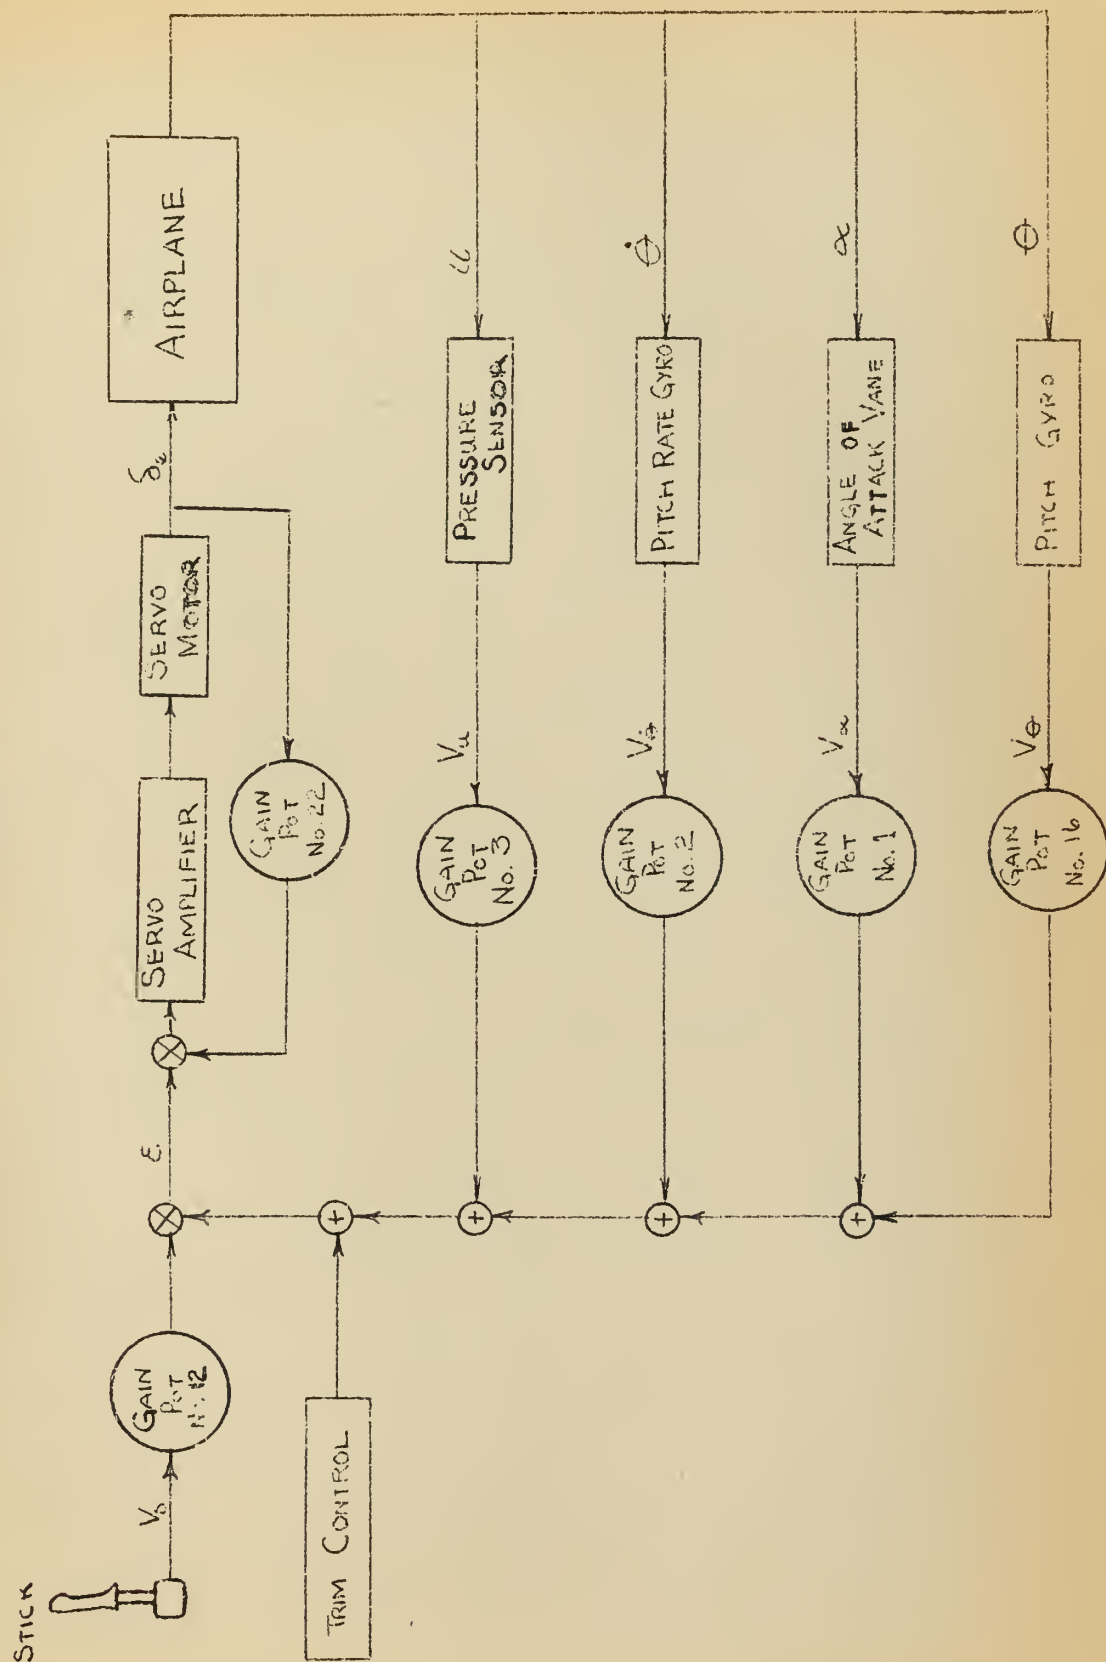 STICK
Vδ
GAIN
POT
No. 12
ε
SERVO
AMPLIFIER
SERVO
MOTOR
δe
AIRPLANE
GAIN
POT
No. 22
TRIM CONTROL
+
+
GAIN
POT
No. 3
Vu
PRESSURE
SENSOR
u
+
GAIN
POT
No. 2
Vθ̇
PITCH RATE GYRO
θ̇
+
GAIN
POT
No. 1
Vα
ANGLE OF
ATTACK VANE
α
GAIN
POT
No. 16
Vθ
PITCH GYRO
θ